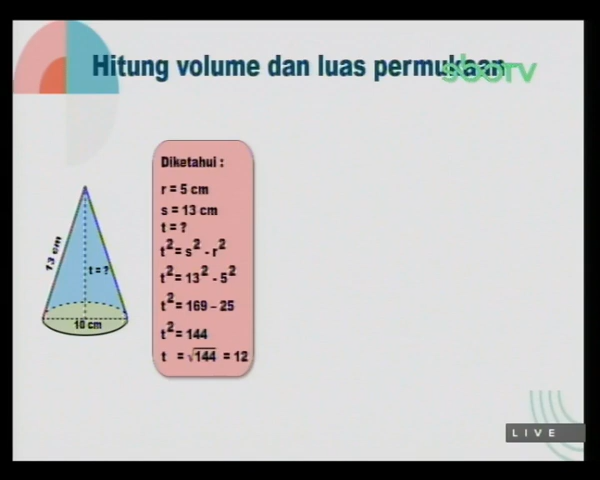 Hitung volume dan luas permukaan
sboTV
Diketahui :
r = 5 cm
s = 13 cm
t = ?
t² = s² - r²
t² = 13² - 5²
t² = 169 – 25
t² = 144
t = √144 = 12
13 cm
t = ?
10 cm
LIVE